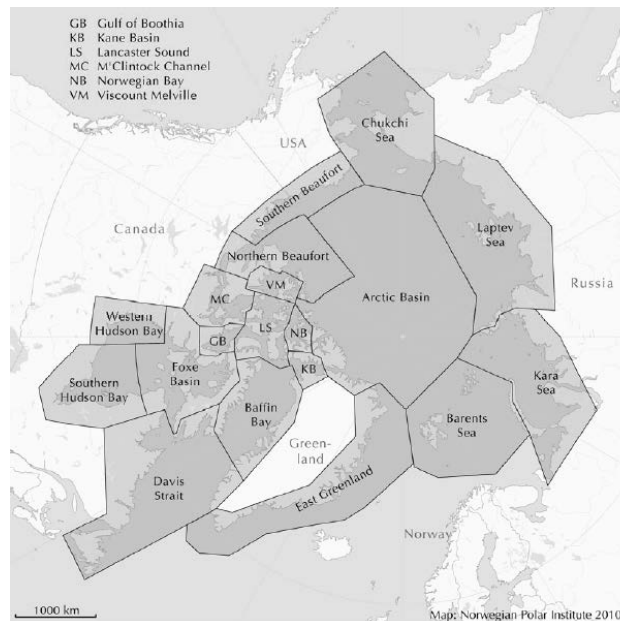 GB Gulf of Boothia
KB Kane Basin
LS Lancaster Sound
MC M'Clintock Channel
NB Norwegian Bay
VM Viscount Melville
Chukchi
Sea
USA
Southern Beaufort
Canada
Laptev
Sea
Northern Beaufort
Russia
VM
MC
Arctic Basin
Western
Hudson Bay
LS
NB
GB
Foxe
Basin
KB
Kara
Sea
Southern
Hudson Bay
Baffin
Bay
Barents
Sea
Green-
land
Davis
Strait
East Greenland
Norway
1000 km
Map: Norwegian Polar Institute 2010